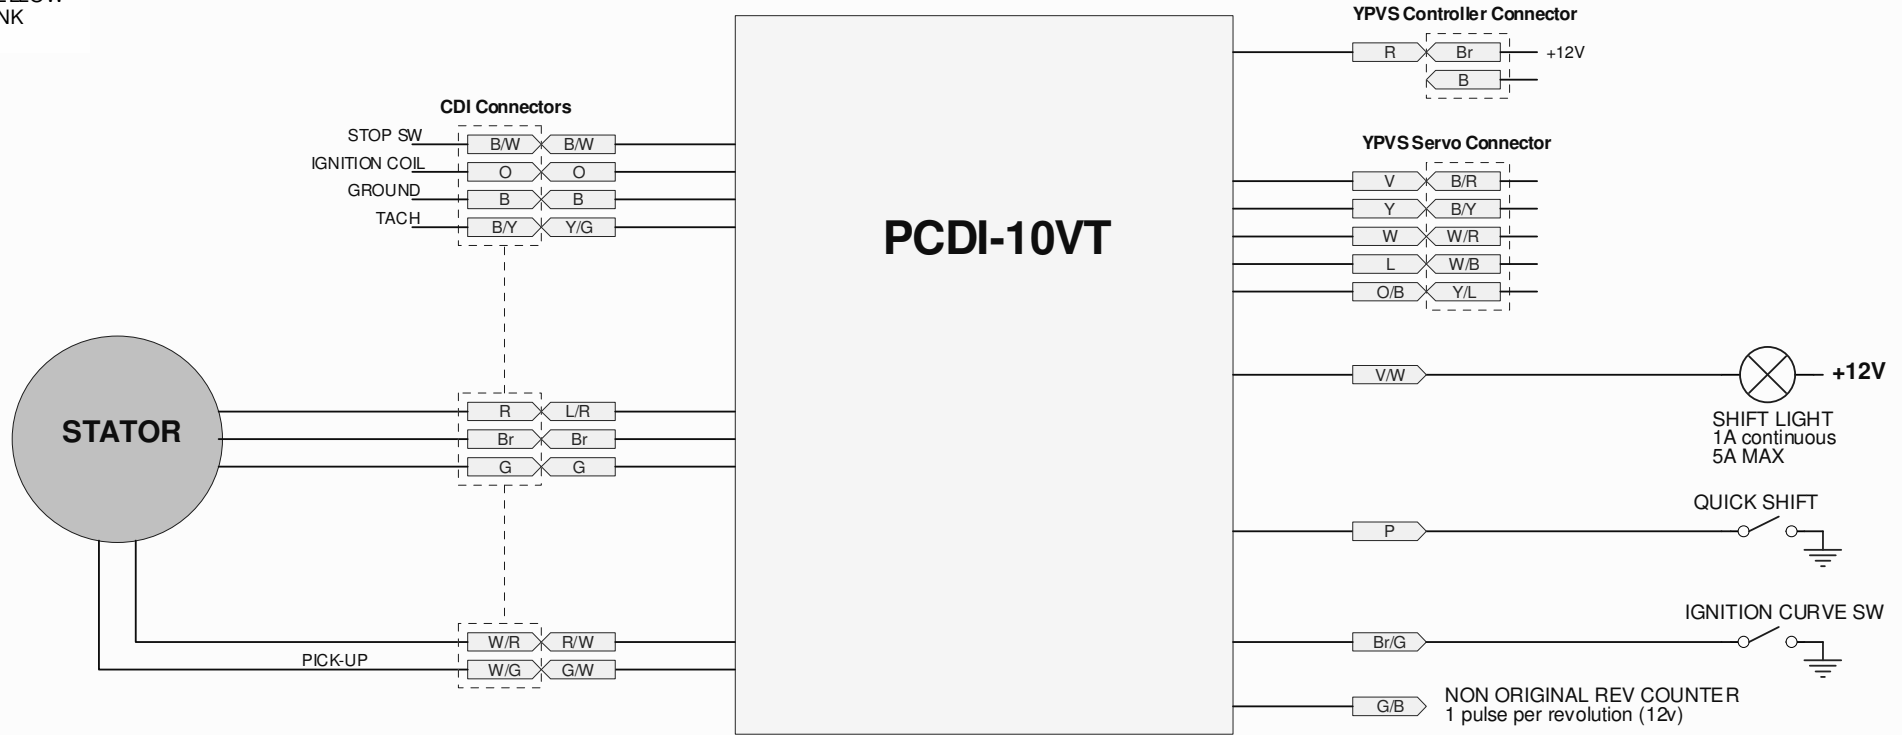 NK
YPVS Controller Connector
R Br +12V
B
CDI Connectors
STOP SW B/W B/W
IGNITION COIL O O
GROUND B B
TACH B/Y Y/G
PCDI-10VT
YPVS Servo Connector
V B/R
Y B/Y
W W/R
L W/B
O/B Y/L
V/W +12V
SHIFT LIGHT
1A continuous
5A MAX
STATOR
R L/R
Br Br
G G
QUICK SHIFT
P
IGNITION CURVE SW
Br/G
W/R R/W
PICK-UP
W/G G/W
G/B
NON ORIGINAL REV COUNTER
1 pulse per revolution (12v)